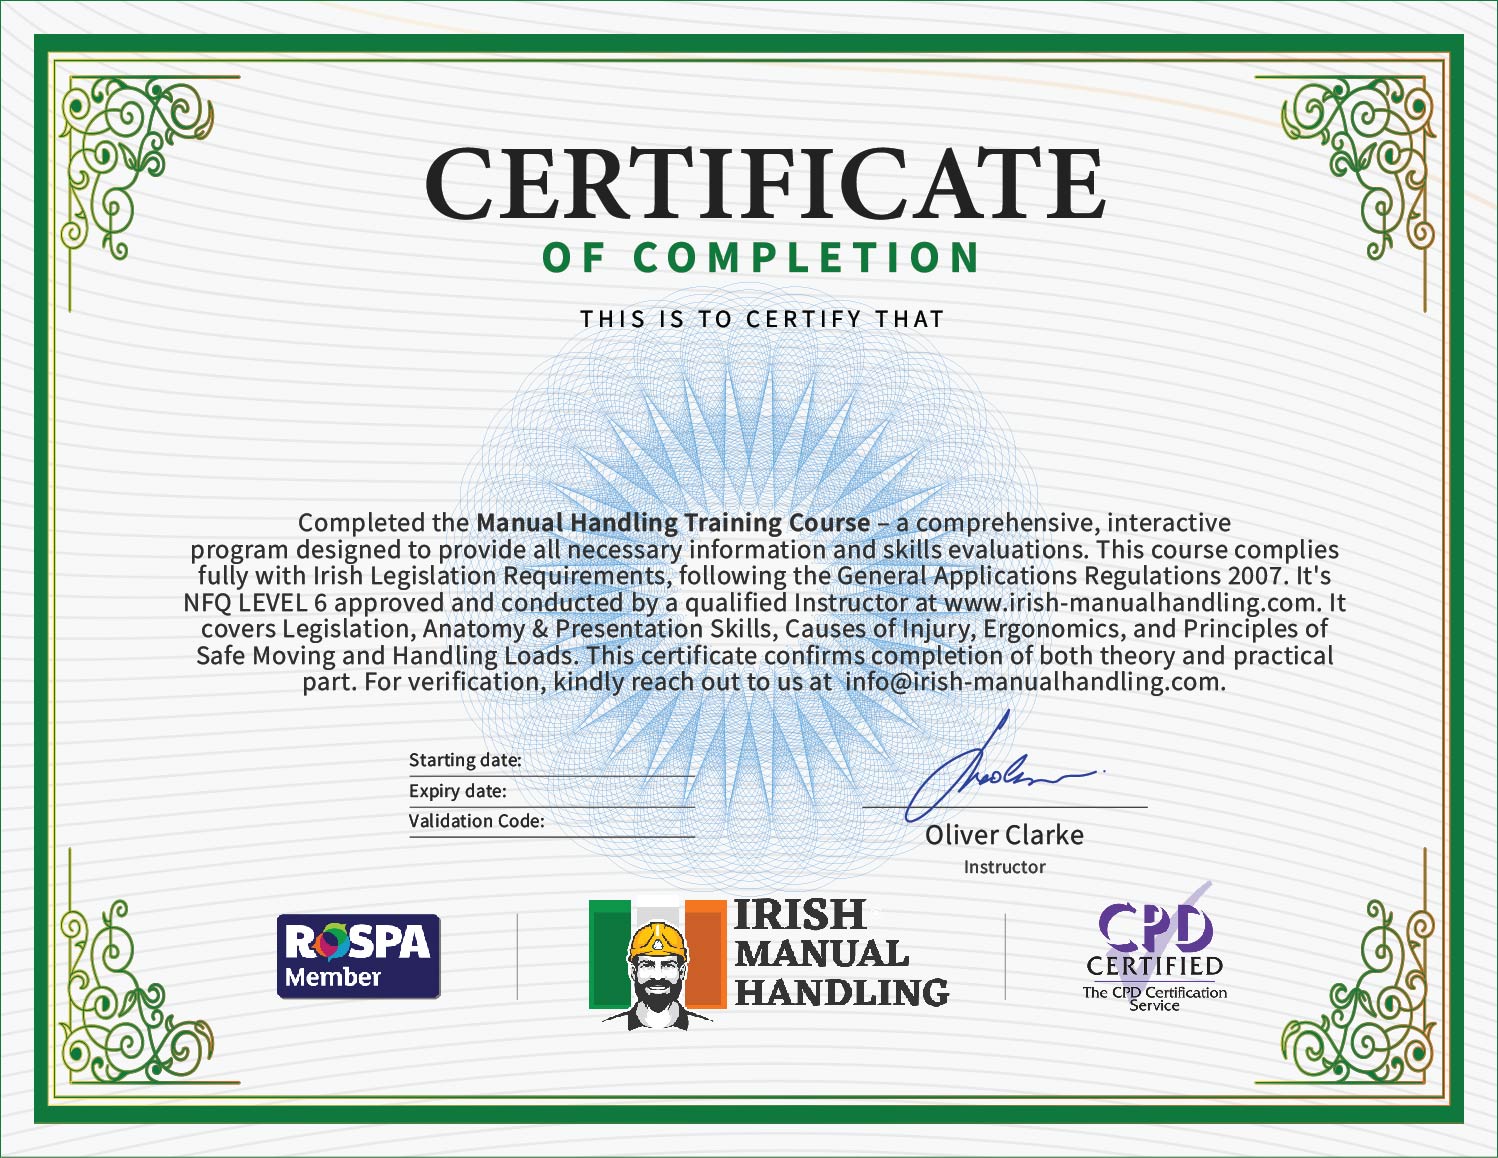 CERTIFICATE
OF COMPLETION
THIS IS TO CERTIFY THAT
Completed the Manual Handling Training Course – a comprehensive, interactive
program designed to provide all necessary information and skills evaluations. This course complies
fully with Irish Legislation Requirements, following the General Applications Regulations 2007. It's
NFQ LEVEL 6 approved and conducted by a qualified Instructor at www.irish-manualhandling.com. It
covers Legislation, Anatomy & Presentation Skills, Causes of Injury, Ergonomics, and Principles of
Safe Moving and Handling Loads. This certificate confirms completion of both theory and practical
part. For verification, kindly reach out to us at info@irish-manualhandling.com.
Starting date:
Expiry date:
Validation Code:
Oliver Clarke
Instructor
RoSPA
Member
IRISH
MANUAL
HANDLING
CPD
CERTIFIED
The CPD Certification
Service